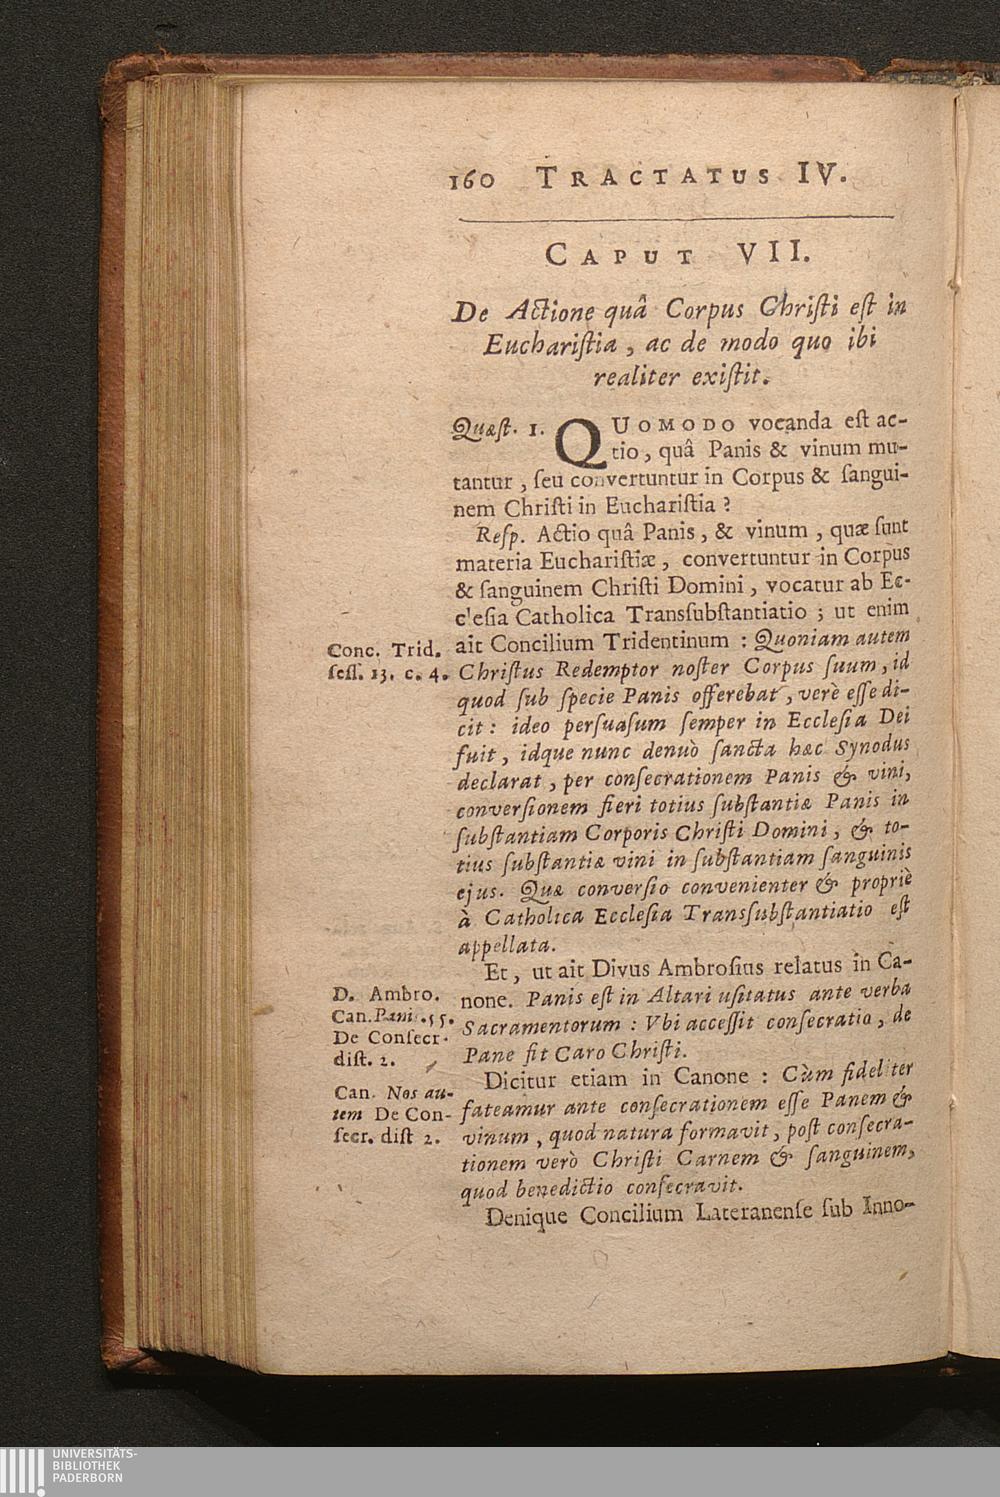 160 TRACTATUS IV.
CAPUT VII.
De Actione quâ Corpus Chriſti eſt in
Euchariſtia, ac de modo quo ibi
realiter exiſtit.
Quæſt. 1. QUOMODO vocanda eſt ac-
tio, quâ Panis & vinum mu-
tantur, ſeu convertuntur in Corpus & ſangui-
nem Chriſti in Euchariſtia?
Reſp. Actio quâ Panis, & vinum, quæ ſunt
materia Euchariſtiæ, convertuntur in Corpus
& ſanguinem Chriſti Domini, vocatur ab Ec-
c'eſia Catholica Transſubſtantiatio; ut enim
ait Concilium Tridentinum: Quoniam autem
Conc. Trid.
ſeſſ. 13. c. 4.
Chriſtus Redemptor noſter Corpus ſuum, id
quod ſub ſpecie Panis offerebat, verè eſſe di-
cit: ideo perſuaſum ſemper in Eccleſia Dei
fuit, idque nunc denuò ſancta hæc Synodus
declarat, per conſecrationem Panis & vini,
converſionem fieri totius ſubſtantiæ Panis in
ſubſtantiam Corporis Chriſti Domini, & to-
tius ſubſtantiæ vini in ſubſtantiam ſanguinis
ejus. Quæ converſio convenienter & propriè
à Catholica Eccleſia Transſubſtantiatio eſt
appellata.
Et, ut ait Divus Ambroſius relatus in Ca-
none. Panis eſt in Altari uſitatus ante verba
Sacramentorum: Vbi acceſſit conſecratio, de
Pane fit Caro Chriſti.
D. Ambro.
Can. Panis. 55.
De Conſecr.
diſt. 2.
Dicitur etiam in Canone: Cùm fideliter
fateamur ante conſecrationem eſſe Panem &
vinum, quod natura formavit, poſt conſecra-
tionem verò Chriſti Carnem & ſanguinem,
quod benedictio conſecravit.
Can. Nos au-
tem De Con-
ſecr. diſt 2.
Denique Concilium Lateranenſe ſub Inno-
UNIVERSITÄTS-
BIBLIOTHEK
PADERBORN